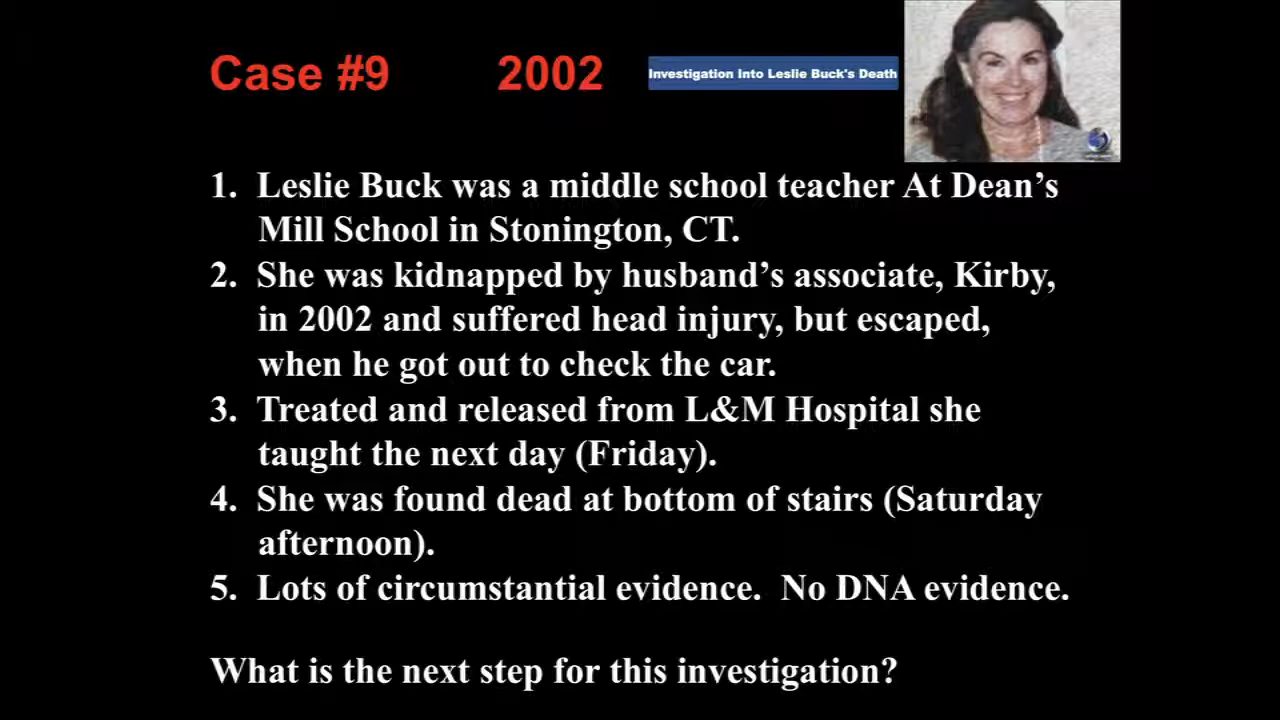 Case #9 2002 Investigation Into Leslie Buck's Death
1. Leslie Buck was a middle school teacher At Dean’s
Mill School in Stonington, CT.
2. She was kidnapped by husband’s associate, Kirby,
in 2002 and suffered head injury, but escaped,
when he got out to check the car.
3. Treated and released from L&M Hospital she
taught the next day (Friday).
4. She was found dead at bottom of stairs (Saturday
afternoon).
5. Lots of circumstantial evidence.  No DNA evidence.
What is the next step for this investigation?